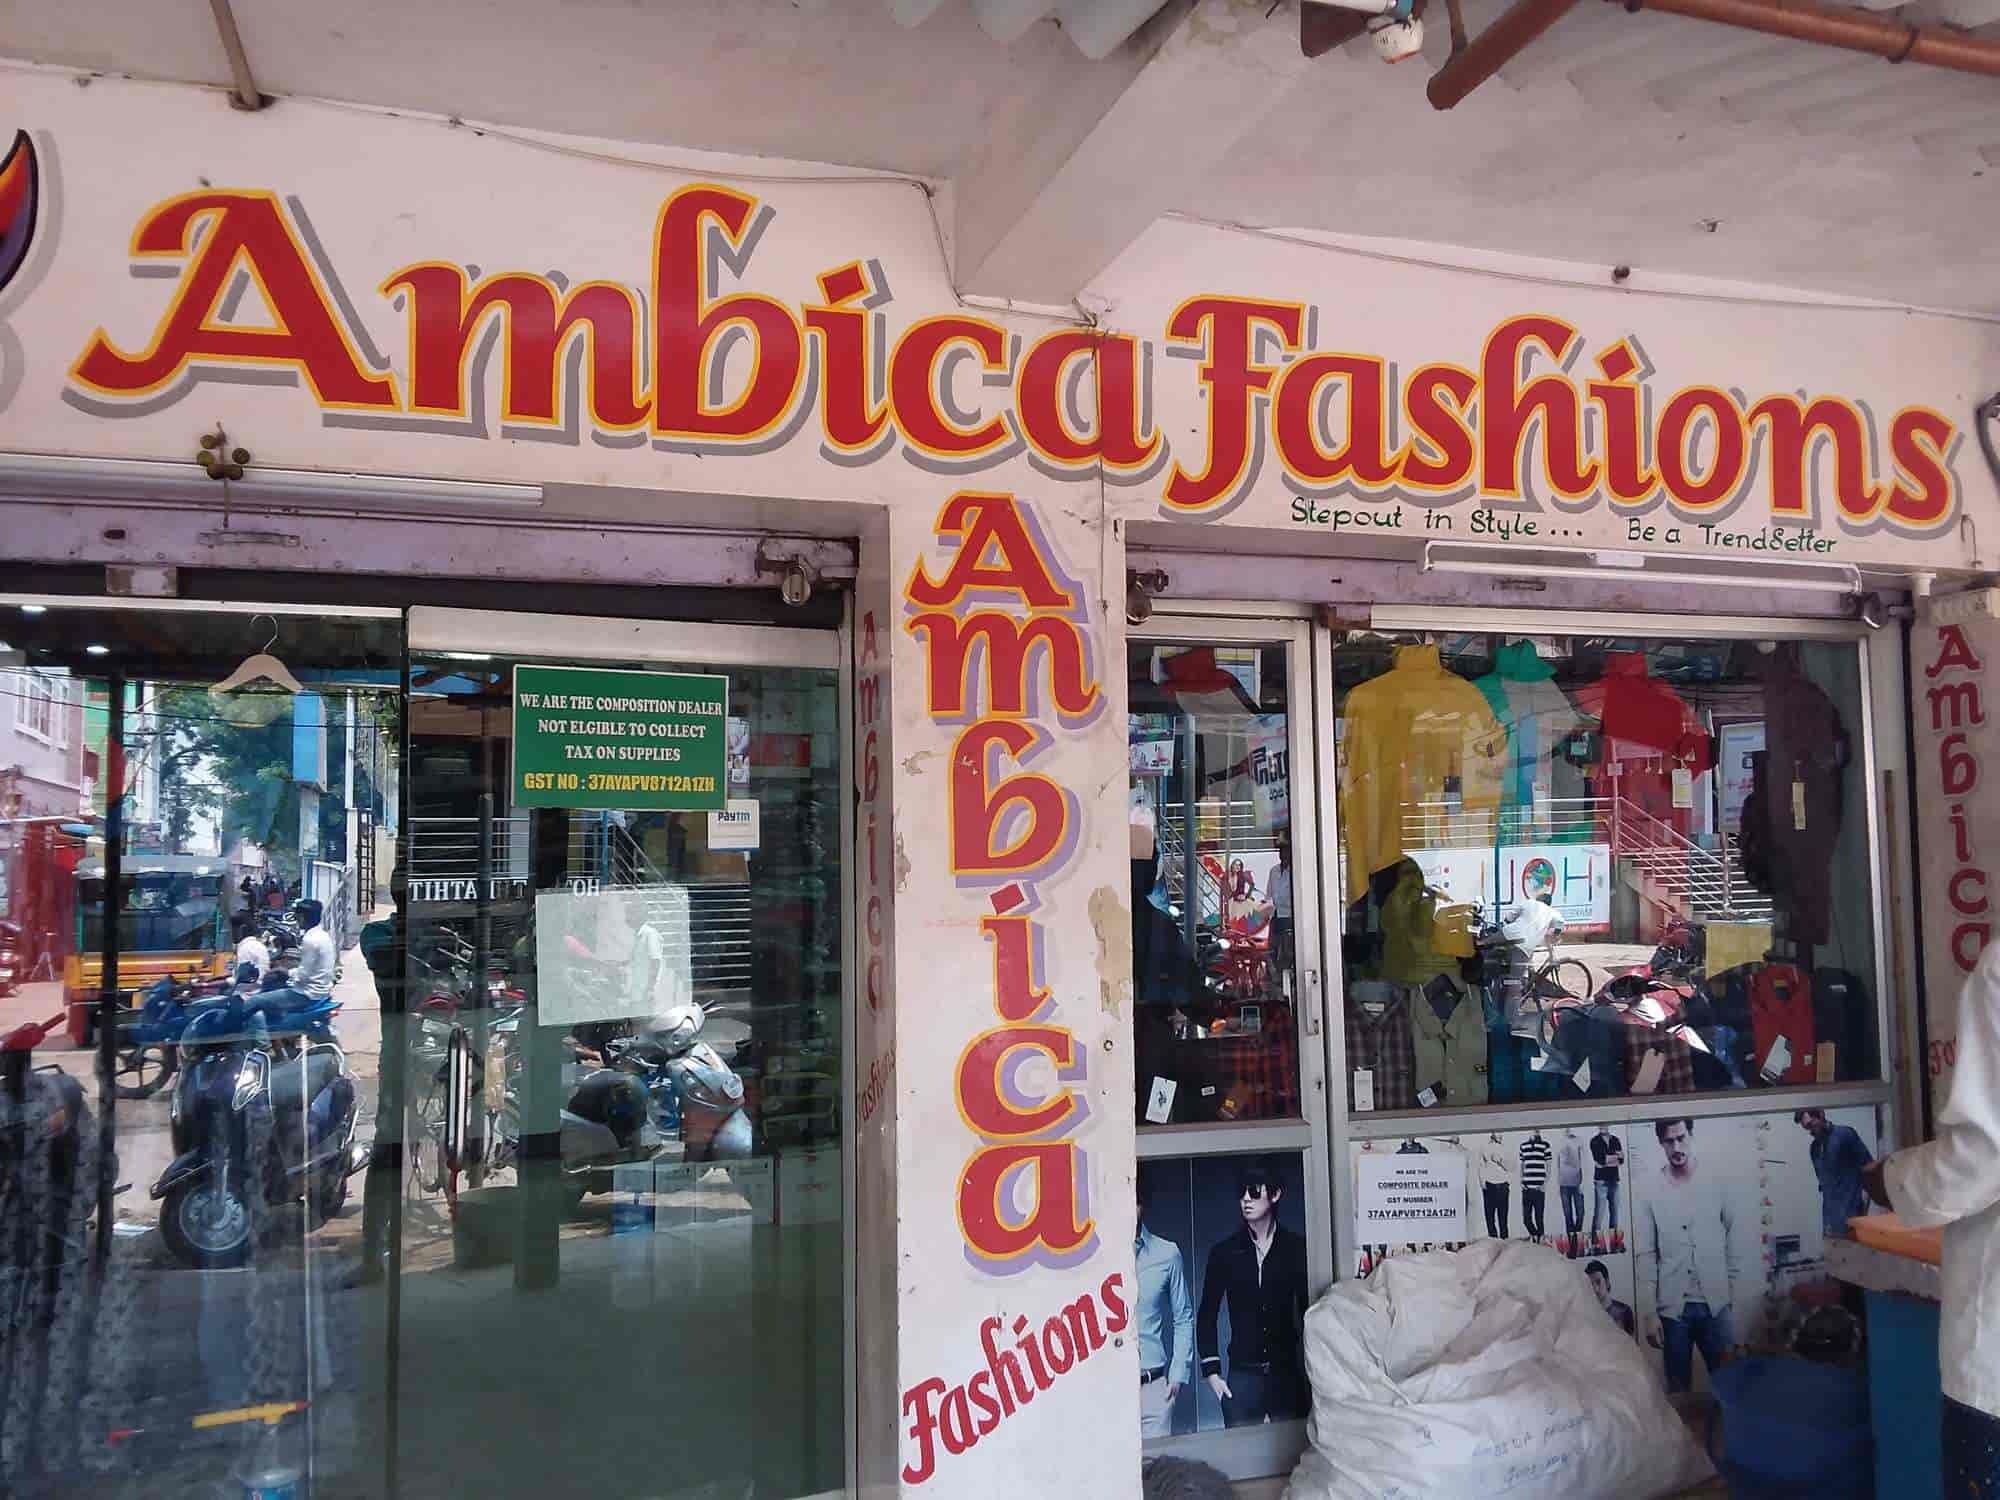 Ambica Fashions
Stepout in Style... Be a TrendSetter
Ambica
Fashions
Ambica
Fashions
Ambica
WE ARE THE COMPOSITION DEALER
NOT ELGIBLE TO COLLECT
TAX ON SUPPLIES
GST NO : 37AYAPV8712A1ZH
Paytm
WE ARE THE
COMPOSITE DEALER
GST NUMBER :
37AYAPV8712A1ZH